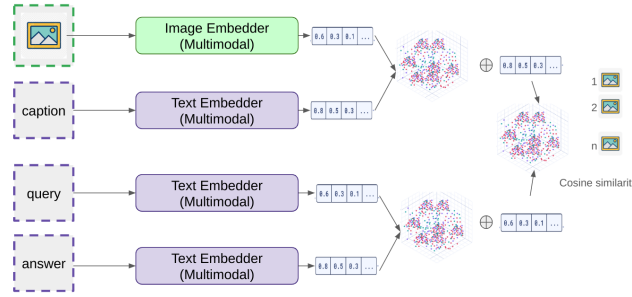 Image Embedder
(Multimodal)
0.6 0.3 0.1 ...
caption
Text Embedder
(Multimodal)
0.8 0.5 0.3 ...
⊕
0.8 0.5 0.3 ...
1
2
n
Cosine similarit
query
Text Embedder
(Multimodal)
0.6 0.3 0.1 ...
answer
Text Embedder
(Multimodal)
0.8 0.5 0.3 ...
⊕
0.6 0.3 0.1 ...